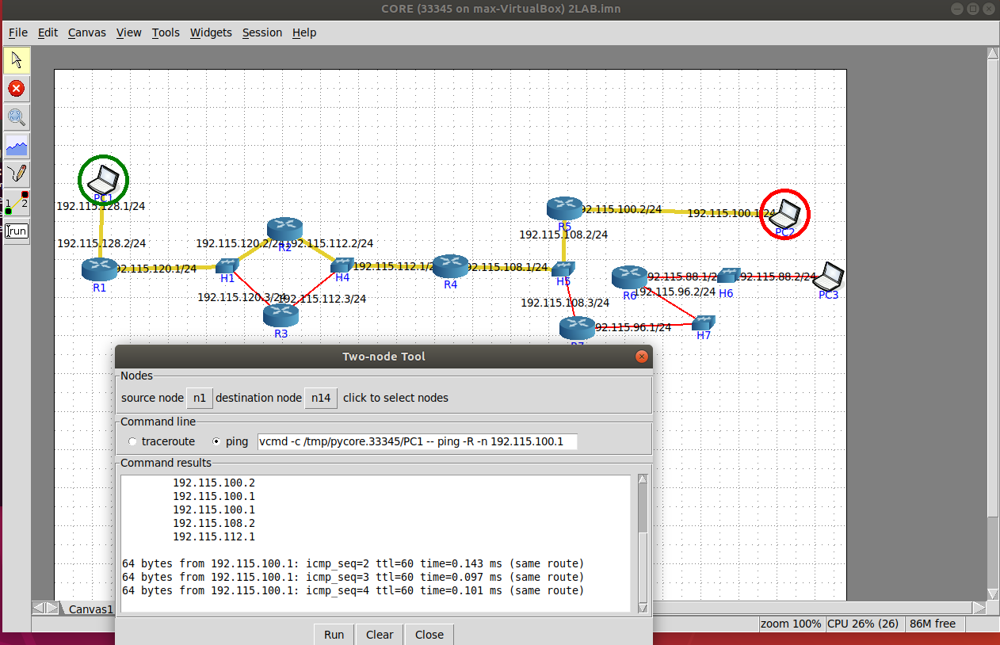 CORE (33345 on max-VirtualBox) 2LAB.imn
File Edit Canvas View Tools Widgets Session Help
1 2
run
PC1
192.115.128.1/24
192.115.128.2/24
R1
92.115.120.1/24
H1
192.115.120.2/24
R2
92.115.112.2/24
H4
192.115.112.1/2
R4
92.115.108.1/24
192.115.120.3/24
92.115.112.3/24
R3
R5
92.115.100.2/24
192.115.100.1/24
PC2
192.115.108.2/24
H5
R6
92.115.88.1/2
H6
92.115.88.2/24
PC3
192.115.96.2/24
192.115.108.3/24
R7
92.115.96.1/24
H7
Two-node Tool
Nodes
source node n1 destination node n14 click to select nodes
Command line
traceroute ping vcmd -c /tmp/pycore.33345/PC1 -- ping -R -n 192.115.100.1
Command results
192.115.100.2
192.115.100.1
192.115.100.1
192.115.108.2
192.115.112.1
64 bytes from 192.115.100.1: icmp_seq=2 ttl=60 time=0.143 ms (same route)
64 bytes from 192.115.100.1: icmp_seq=3 ttl=60 time=0.097 ms (same route)
64 bytes from 192.115.100.1: icmp_seq=4 ttl=60 time=0.101 ms (same route)
Run Clear Close
Canvas1
zoom 100% CPU 26% (26) 86M free